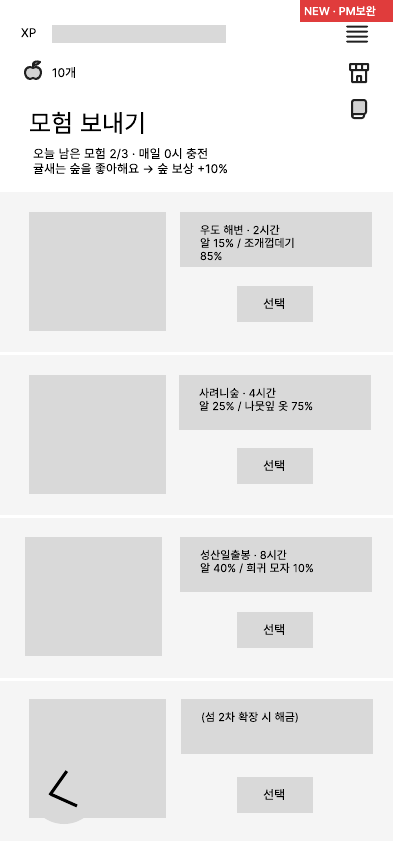 NEW · PM보완
XP
10개
모험 보내기
오늘 남은 모험 2/3 · 매일 0시 충전
귤새는 숲을 좋아해요 → 숲 보상 +10%
우도 해변 · 2시간
알 15% / 조개껍데기
85%
선택
사려니숲 · 4시간
알 25% / 나뭇잎 옷 75%
선택
성산일출봉 · 8시간
알 40% / 희귀 모자 10%
선택
(섬 2차 확장 시 해금)
선택